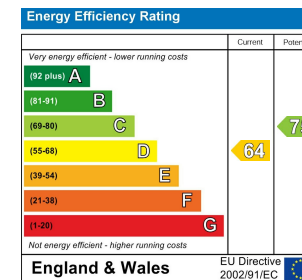 Energy Efficiency Rating
Current
Very energy efficient - lower running costs
(92 plus) A
(81-91) B
(69-80) C
(55-68) D 64
(39-54) E
(21-38) F
(1-20) G
Not energy efficient - higher running costs
England & Wales
EU Directive
2002/91/EC